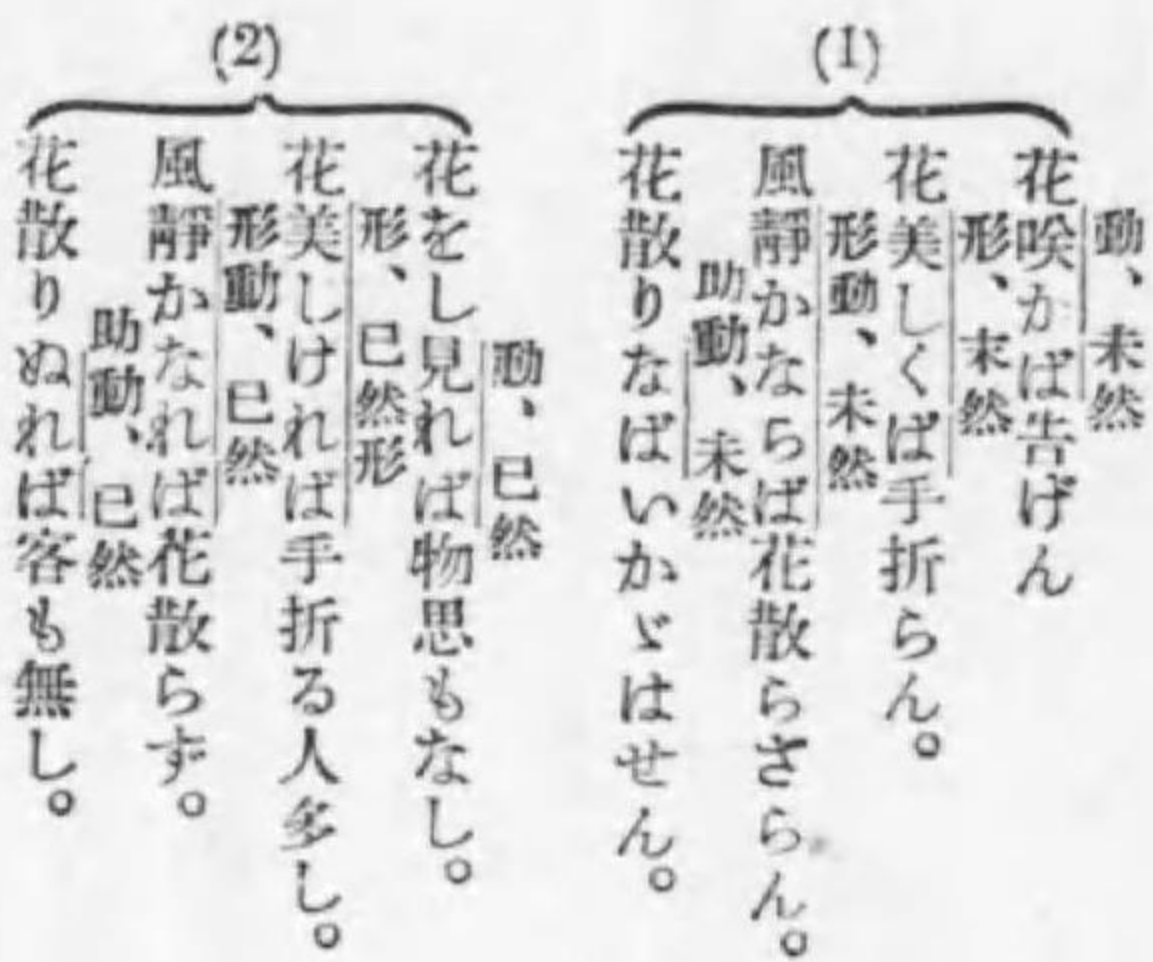 (1)
動、未然
花咲かば告げん
形、末然
花美しくば手折らん。
形動、未然
風靜かならば花散らさらん。
助動、未然
花散りなばいかゞはせん。
(2)
動、已然
花をし見れば物思もなし。
形、已然形
花美しければ手折る人多し。
形動、已然
風靜かなれば花散らず。
助動、已然
花散りぬれば客も無し。